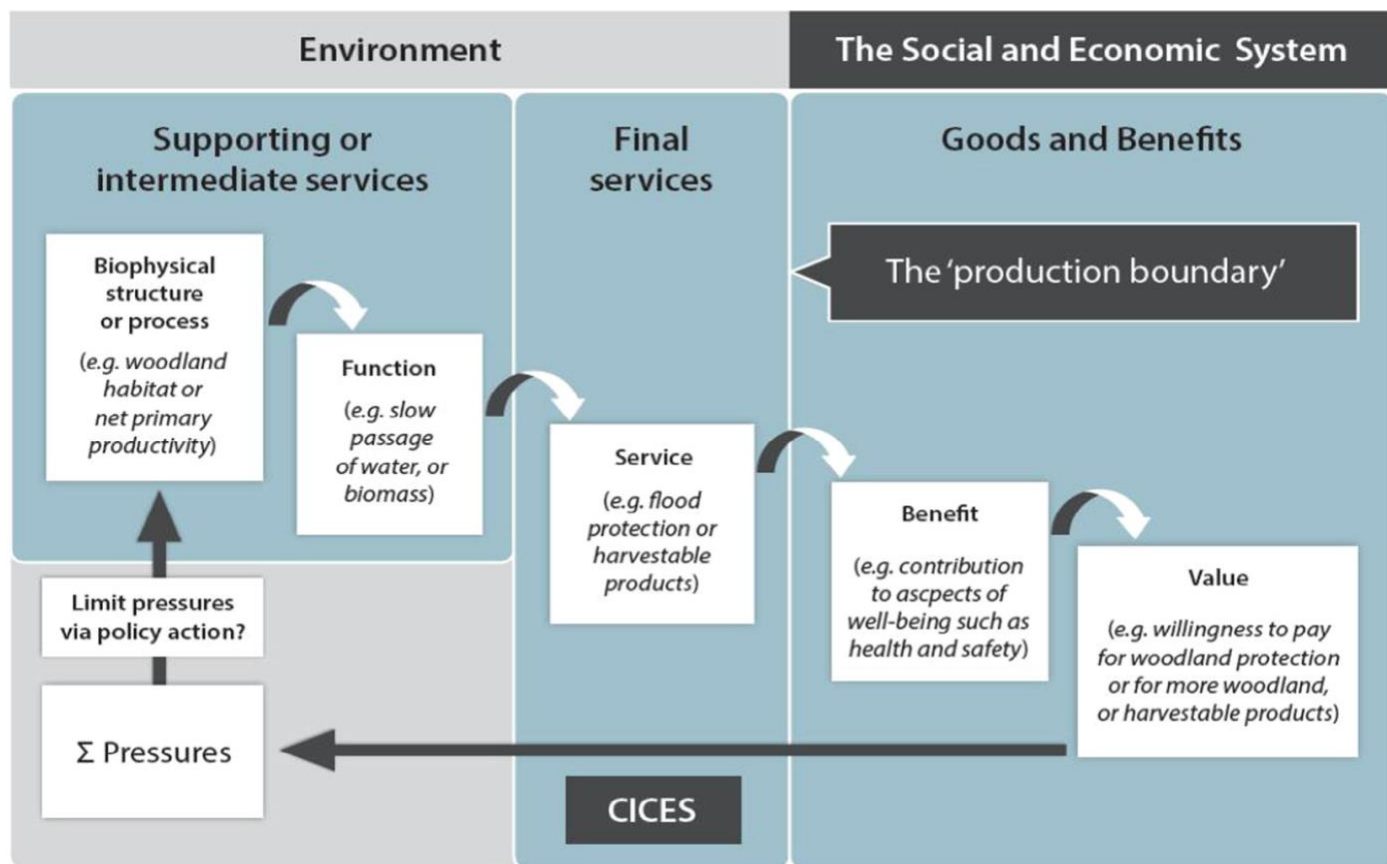 Environment
The Social and Economic System
Supporting or
intermediate services
Final
services
Goods and Benefits
The ‘production boundary’
Biophysical
structure
or process
(e.g. woodland
habitat or
net primary
productivity)
Function
(e.g. slow
passage
of water, or
biomass)
Service
(e.g. flood
protection or
harvestable
products)
Benefit
(e.g. contribution
to ascpects of
well-being such as
health and safety)
Value
(e.g. willingness to pay
for woodland protection
or for more woodland,
or harvestable products)
Limit pressures
via policy action?
Σ Pressures
CICES